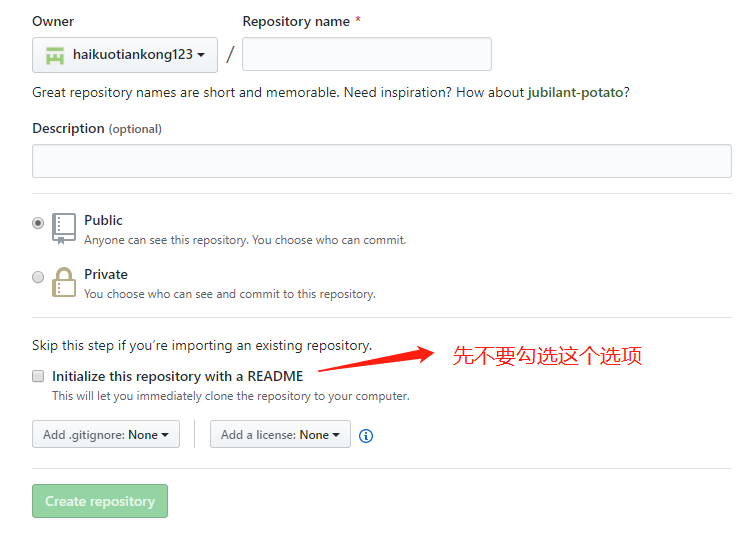 Owner
Repository name *
haikuotiankong123 /
Great repository names are short and memorable. Need inspiration? How about jubilant-potato?
Description (optional)
Public
Anyone can see this repository. You choose who can commit.
Private
You choose who can see and commit to this repository.
Skip this step if you’re importing an existing repository.
先不要勾选这个选项
Initialize this repository with a README
This will let you immediately clone the repository to your computer.
Add .gitignore: None
Add a license: None
Create repository